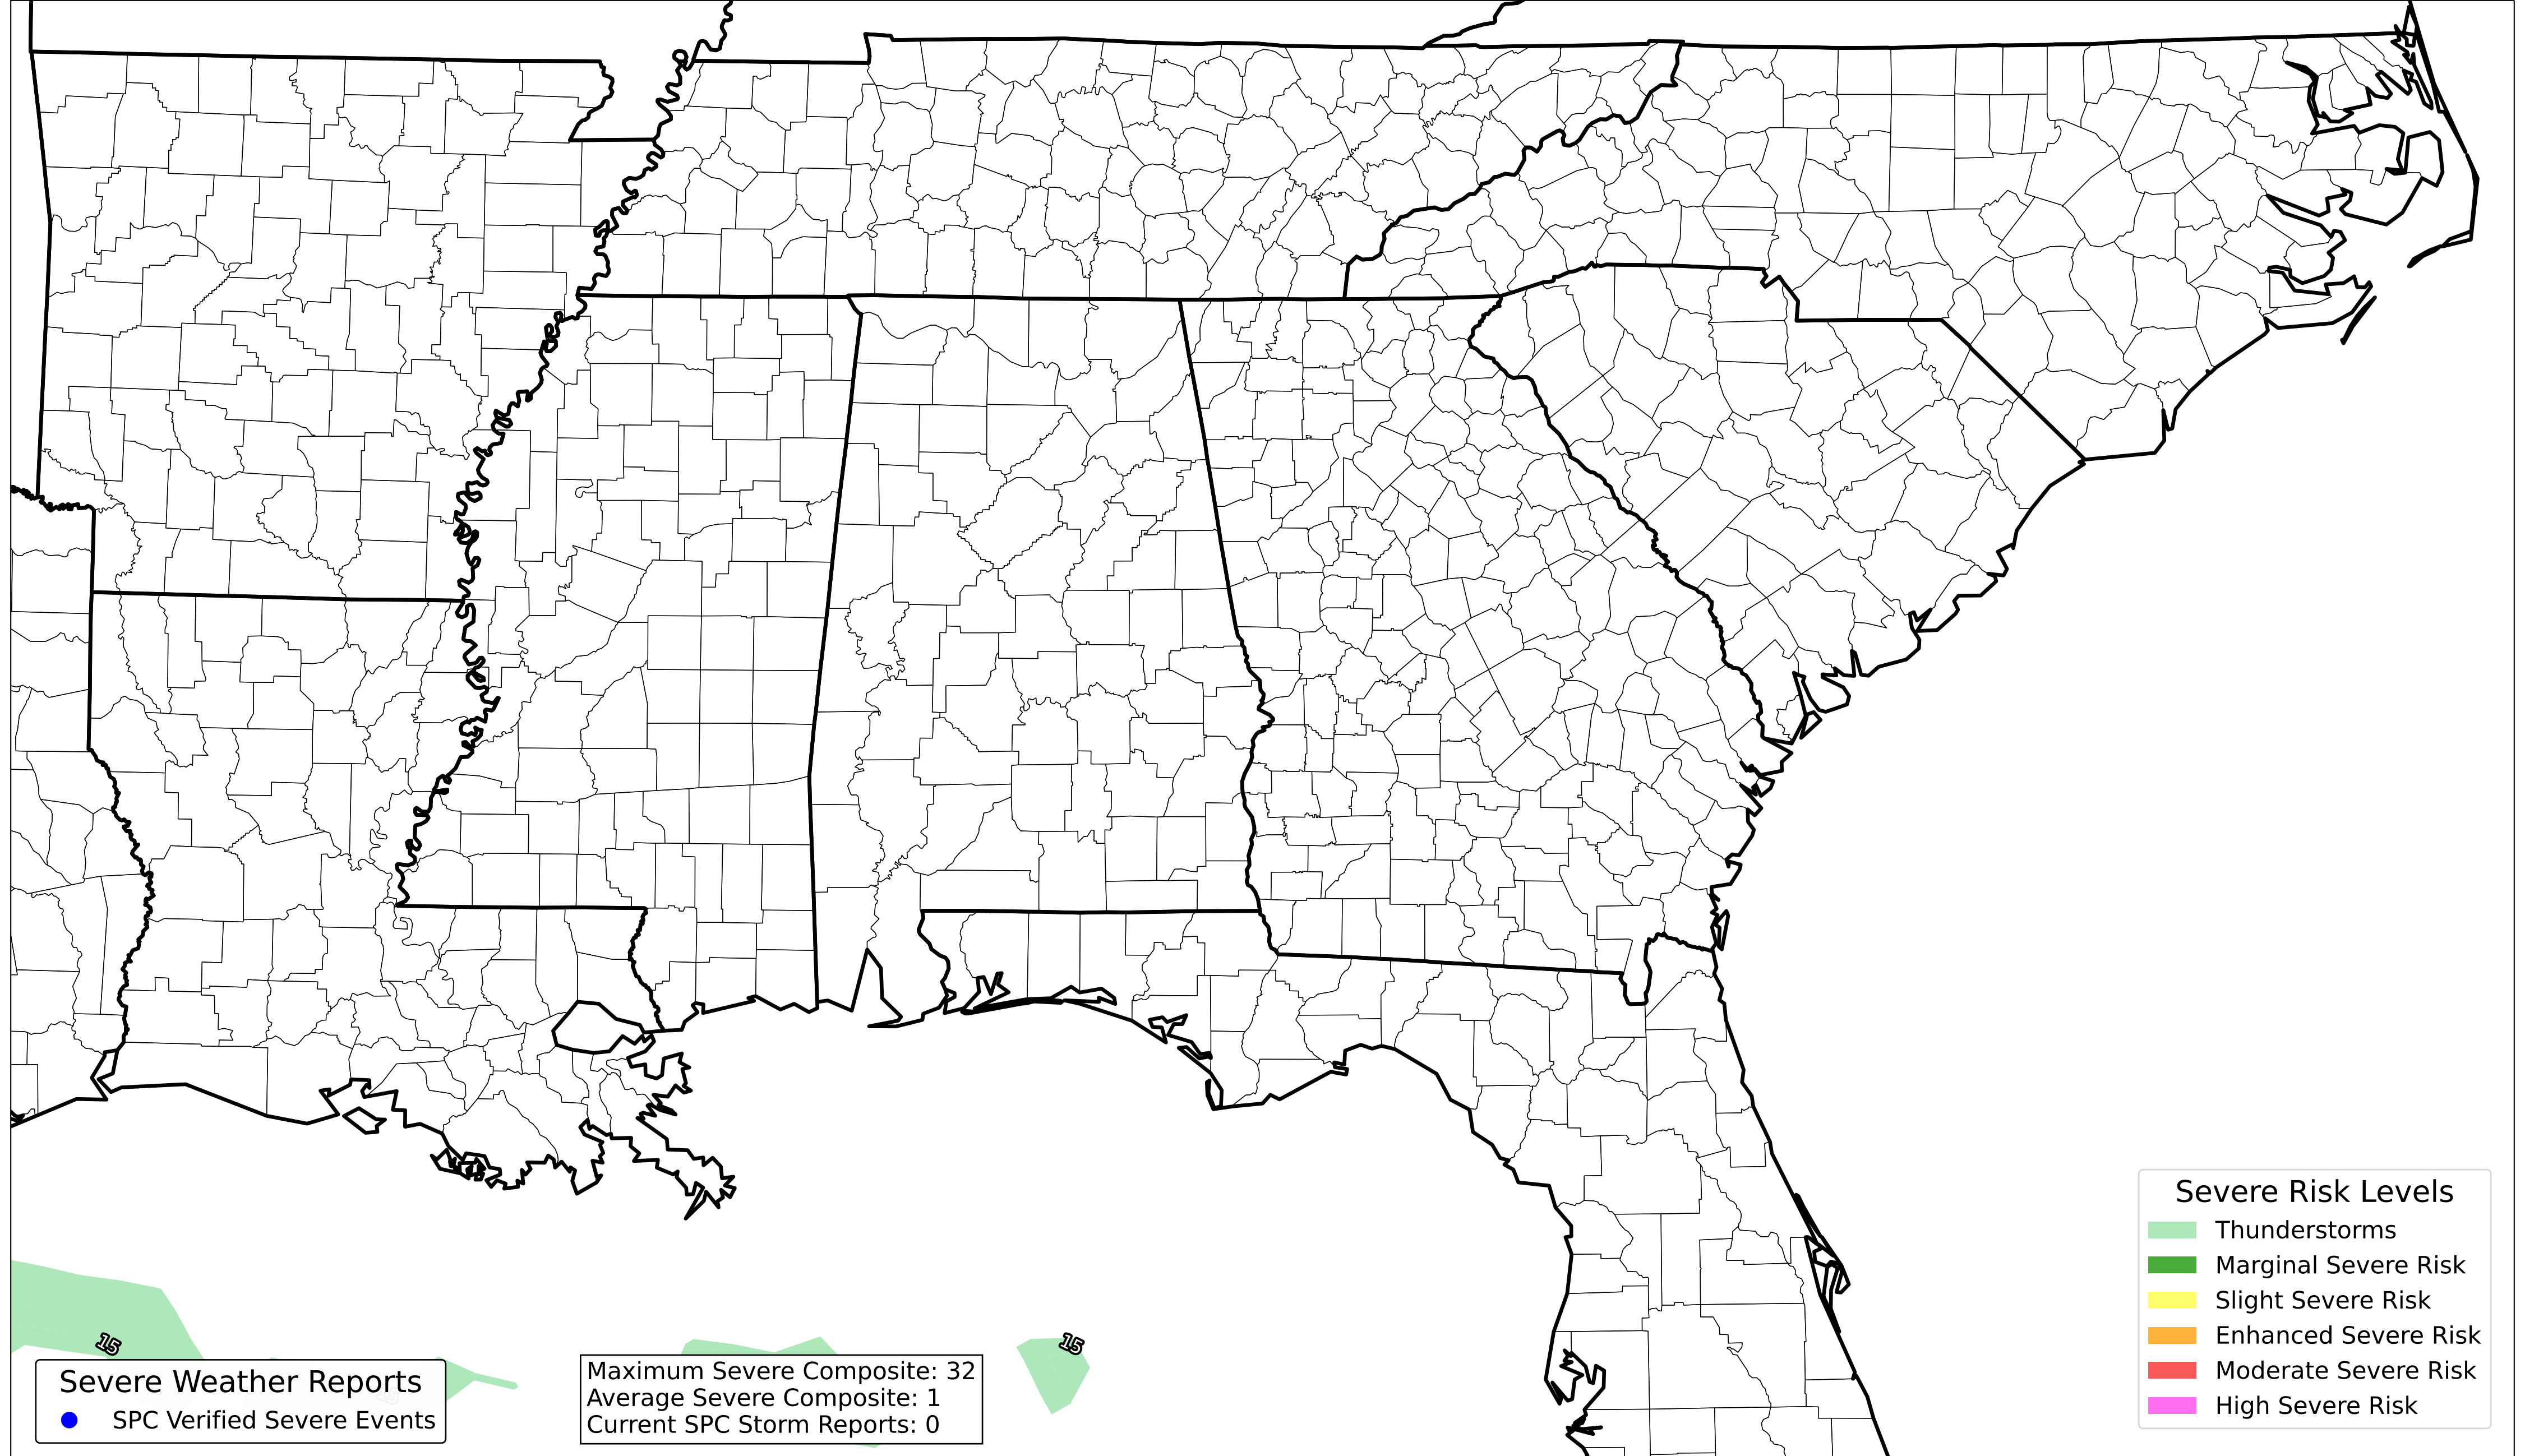 15
15
Severe Weather Reports
SPC Verified Severe Events
Maximum Severe Composite: 32
Average Severe Composite: 1
Current SPC Storm Reports: 0
Severe Risk Levels
Thunderstorms
Marginal Severe Risk
Slight Severe Risk
Enhanced Severe Risk
Moderate Severe Risk
High Severe Risk